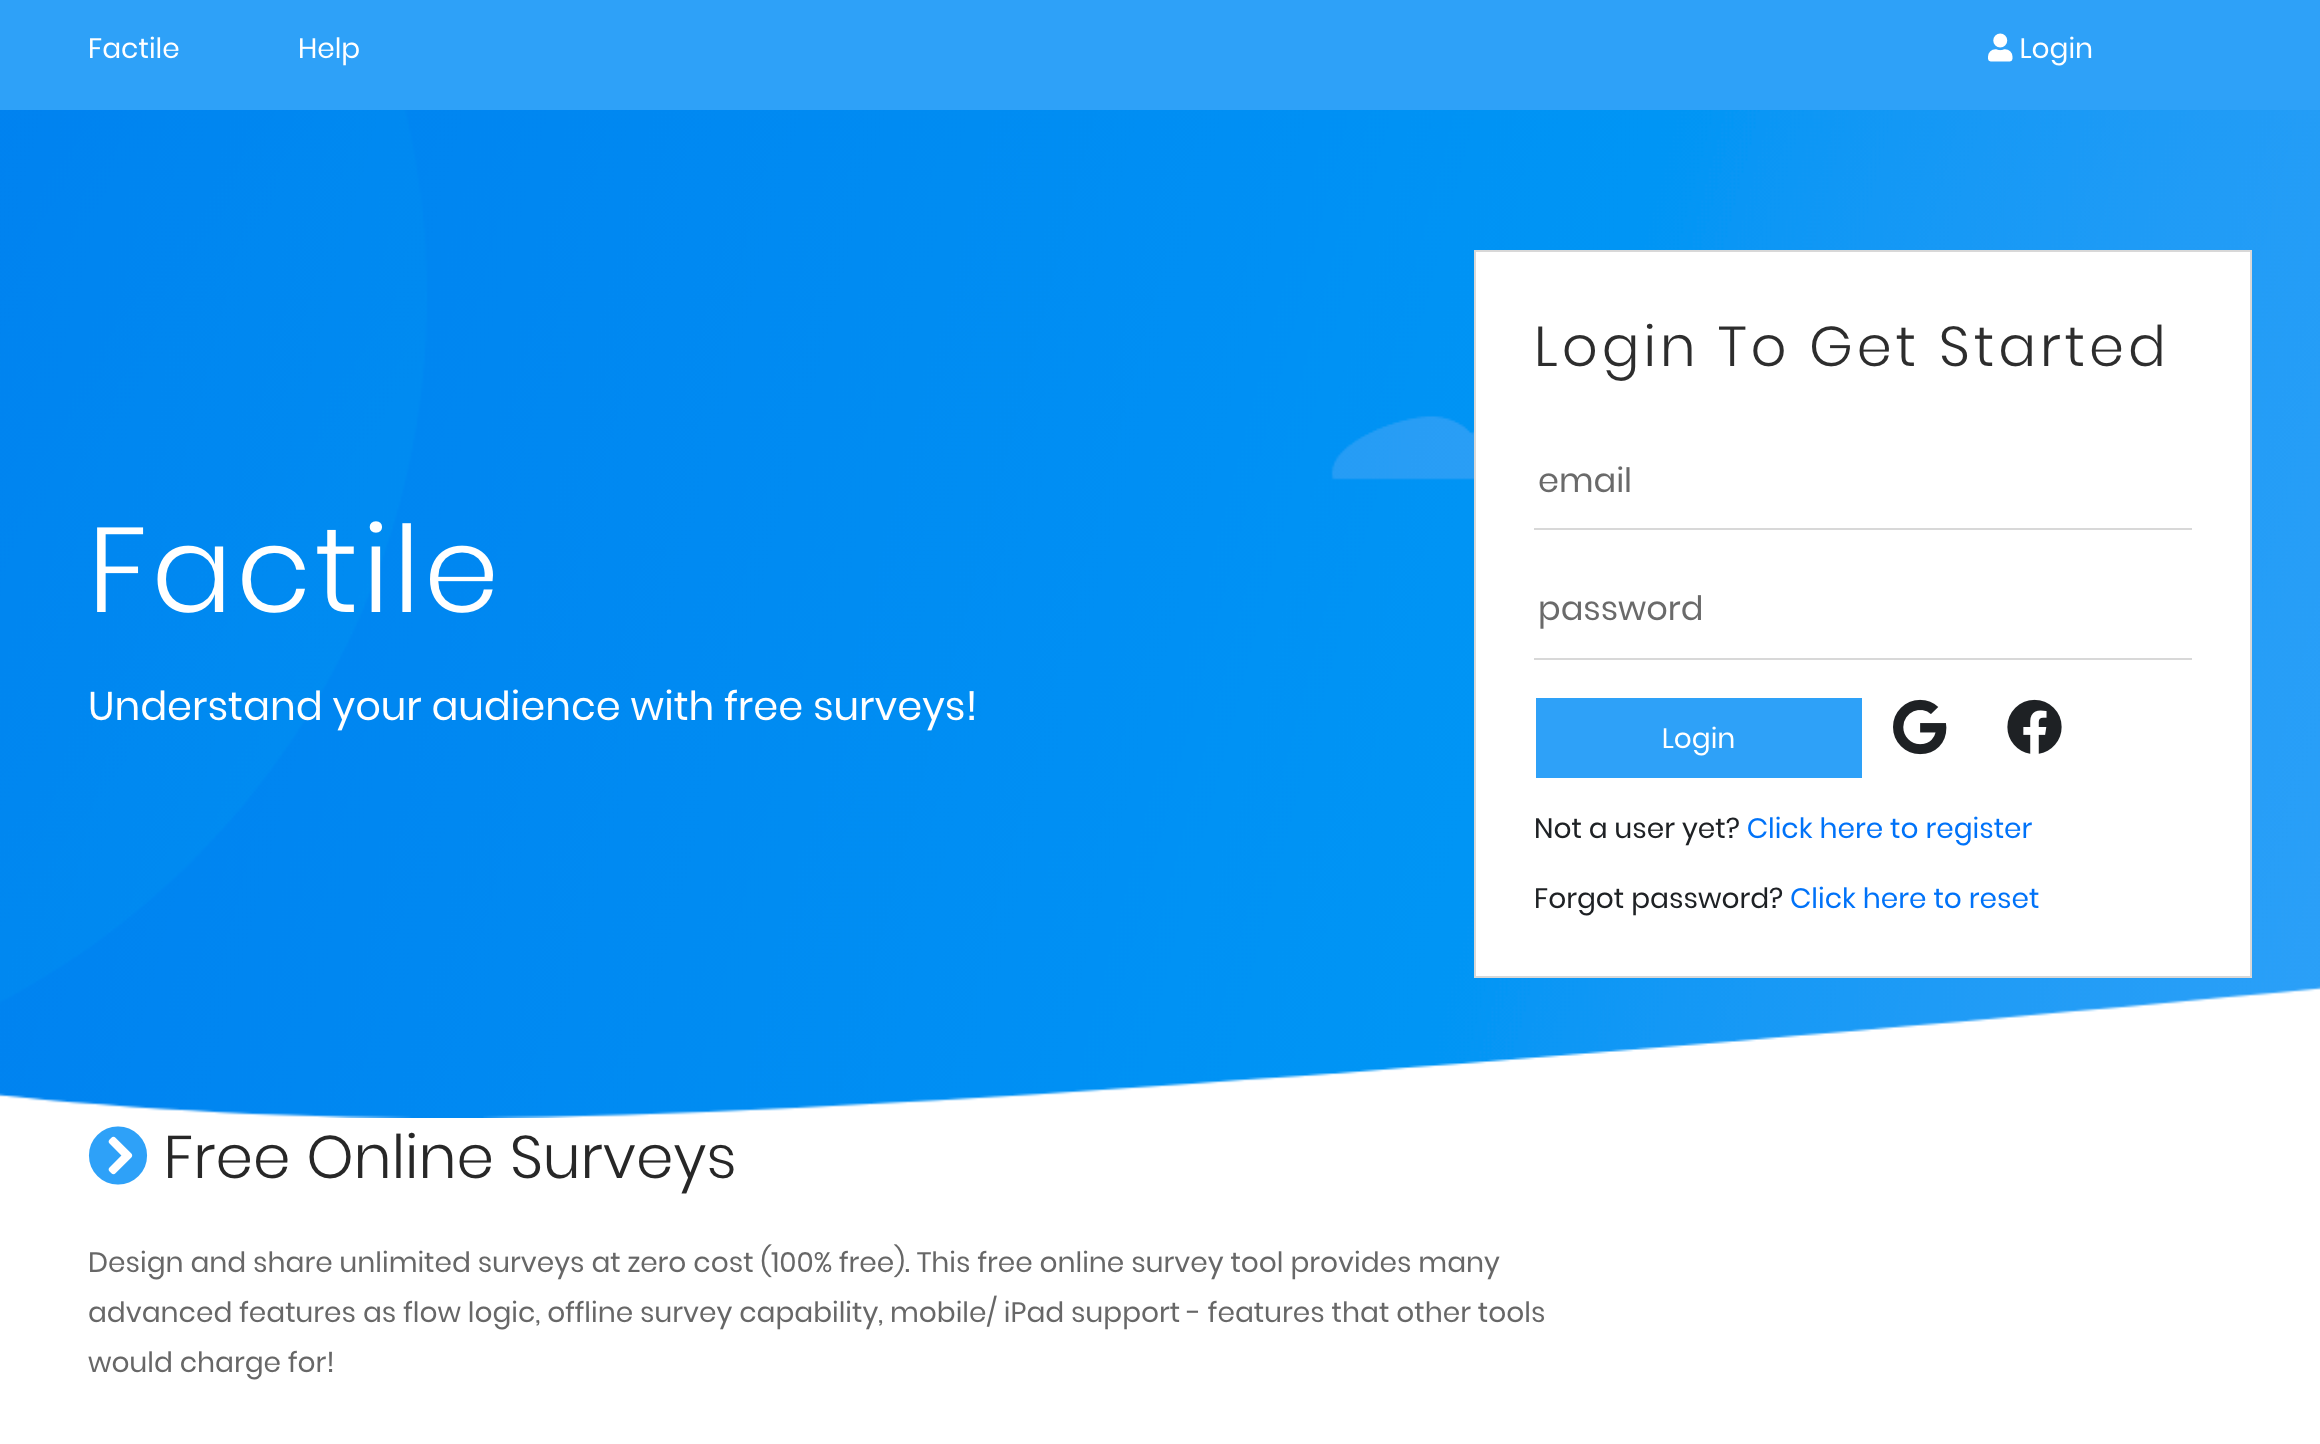 Factile Help Login
Factile
Understand your audience with free surveys!
Login To Get Started
email
password
Login
Not a user yet? Click here to register
Forgot password? Click here to reset
Free Online Surveys
Design and share unlimited surveys at zero cost (100% free). This free online survey tool provides many
advanced features as flow logic, offline survey capability, mobile/ iPad support - features that other tools
would charge for!